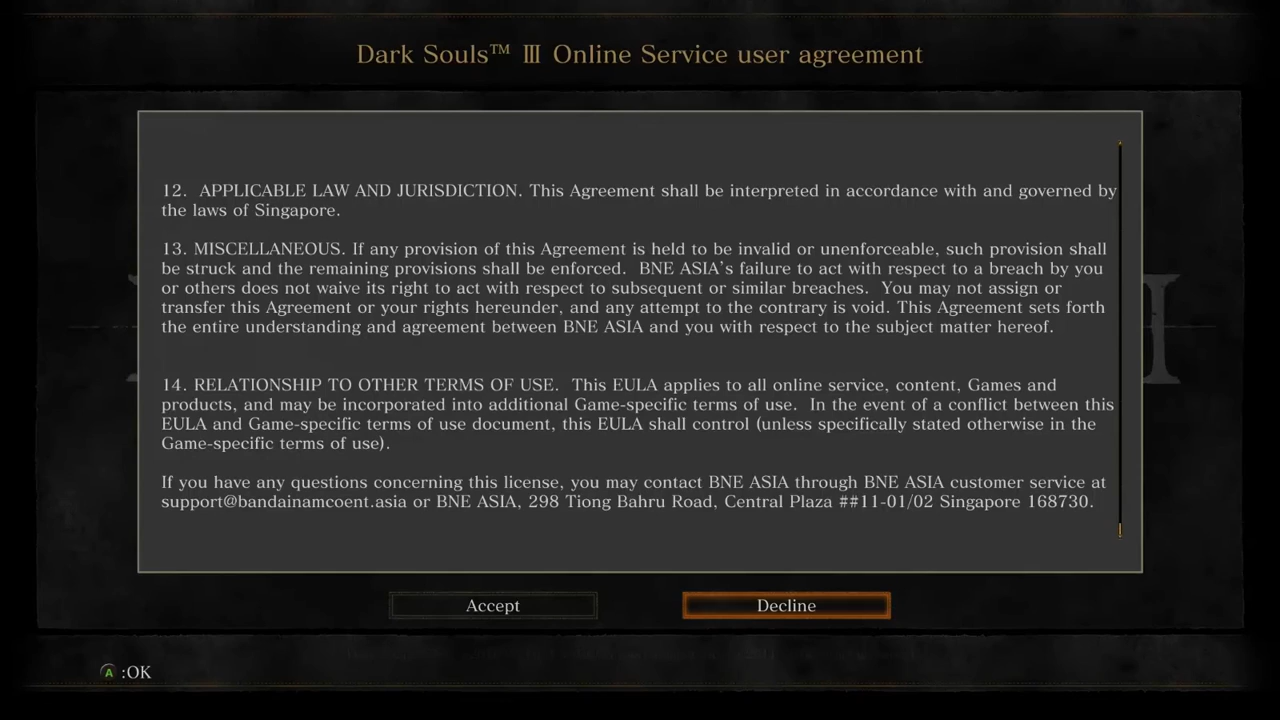 Dark Souls™ Ⅲ Online Service user agreement
12.  APPLICABLE LAW AND JURISDICTION. This Agreement shall be interpreted in accordance with and governed by
the laws of Singapore.
13. MISCELLANEOUS. If any provision of this Agreement is held to be invalid or unenforceable, such provision shall
be struck and the remaining provisions shall be enforced.  BNE ASIA's failure to act with respect to a breach by you
or others does not waive its right to act with respect to subsequent or similar breaches.  You may not assign or
transfer this Agreement or your rights hereunder, and any attempt to the contrary is void. This Agreement sets forth
the entire understanding and agreement between BNE ASIA and you with respect to the subject matter hereof.
14. RELATIONSHIP TO OTHER TERMS OF USE.  This EULA applies to all online service, content, Games and
products, and may be incorporated into additional Game-specific terms of use.  In the event of a conflict between this
EULA and Game-specific terms of use document, this EULA shall control (unless specifically stated otherwise in the
Game-specific terms of use).
If you have any questions concerning this license, you may contact BNE ASIA through BNE ASIA customer service at
support@bandainamcoent.asia or BNE ASIA, 298 Tiong Bahru Road, Central Plaza ##11-01/02 Singapore 168730.
Accept
Decline
A :OK